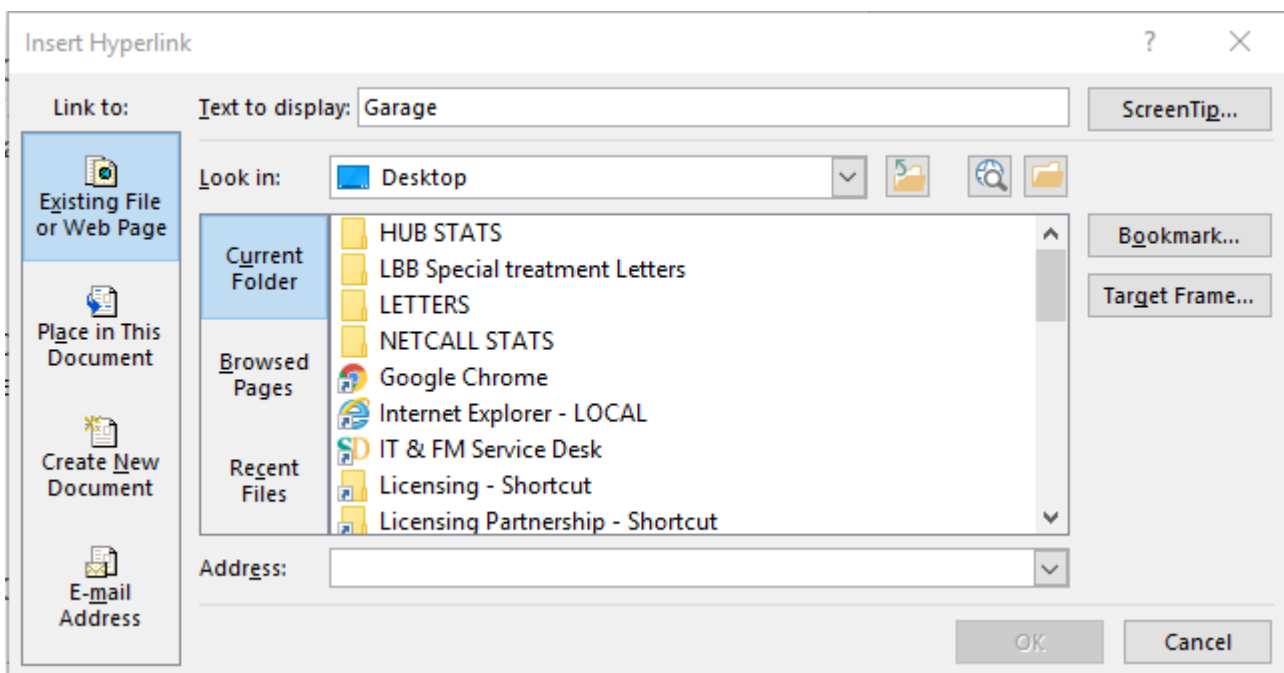 Insert Hyperlink
?
Link to:
Text to display:
Garage
ScreenTip...
Existing File
or Web Page
Look in:
Desktop
Current
Folder
HUB STATS
LBB Special treatment Letters
LETTERS
NETCALL STATS
Google Chrome
Internet Explorer - LOCAL
IT & FM Service Desk
Licensing - Shortcut
Licensing Partnership - Shortcut
Bookmark...
Target Frame...
Place in This
Document
Browsed
Pages
Create New
Document
Recent
Files
E-mail
Address
Address:
OK
Cancel